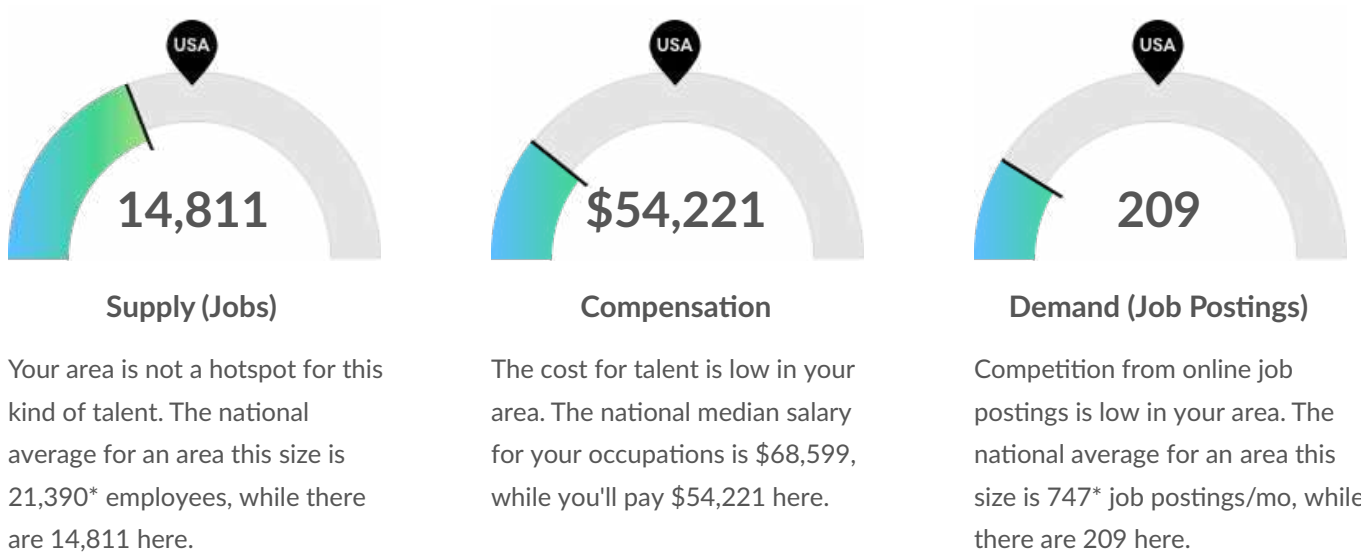 USA
14,811
Supply (Jobs)
Your area is not a hotspot for this
kind of talent. The national
average for an area this size is
21,390* employees, while there
are 14,811 here.
USA
$54,221
Compensation
The cost for talent is low in your
area. The national median salary
for your occupations is $68,599,
while you'll pay $54,221 here.
USA
209
Demand (Job Postings)
Competition from online job
postings is low in your area. The
national average for an area this
size is 747* job postings/mo, while
there are 209 here.